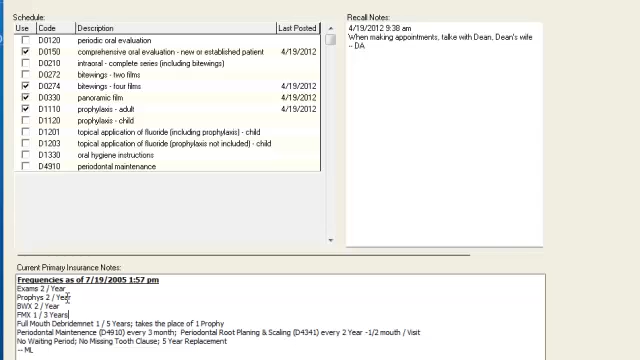 Schedule:
Use Code Description Last Posted
D0120 periodic oral evaluation
D0150 comprehensive oral evaluation - new or established patient 4/19/2012
D0210 intraoral - complete series (including bitewings)
D0272 bitewings - two films
D0274 bitewings - four films 4/19/2012
D0330 panoramic film 4/19/2012
D1110 prophylaxis - adult 4/19/2012
D1120 prophylaxis - child
D1201 topical application of fluoride (including prophylaxis) - child
D1203 topical application of fluoride (prophylaxis not included) - child
D1330 oral hygiene instructions
D4910 periodontal maintenance
Recall Notes:
4/19/2012 9:38 am
When making appointments, talke with Dean, Dean's wife
-- DA
Current Primary Insurance Notes:
Frequencies as of 7/19/2005 1:57 pm
Exams 2 / Year
Prophys 2 / Year
BWX 2 / Year
FMX 1 / 3 Years
Full Mouth Debridemnet 1 / 5 Years; takes the place of 1 Prophy
Periodontal Maintenence (D4910) every 3 month; Periodontal Root Planing & Scaling (D4341) every 2 Year -1/2 mouth / Visit
No Waiting Period; No Missing Tooth Clause; 5 Year Replacement
-- ML